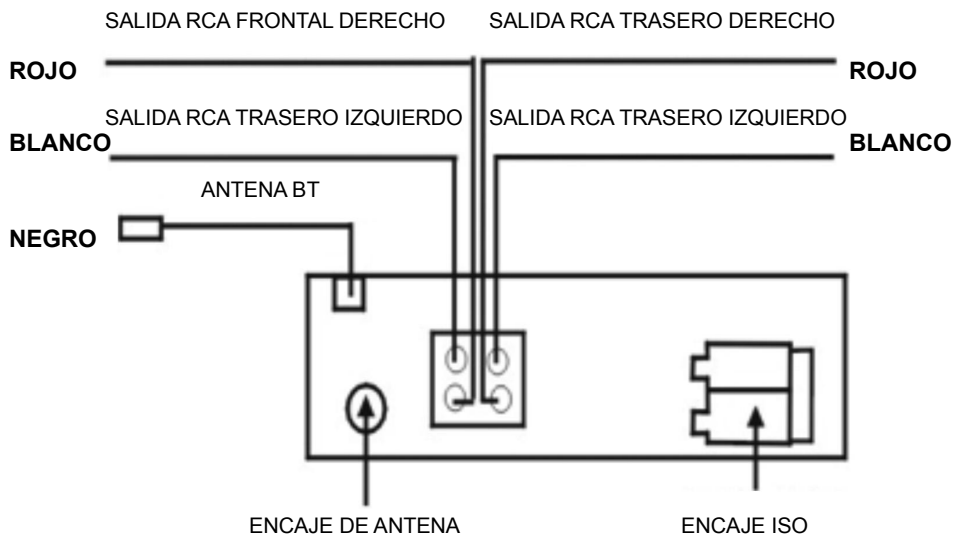 SALIDA RCA FRONTAL DERECHO SALIDA RCA TRASERO DERECHO
ROJO ROJO
SALIDA RCA TRASERO IZQUIERDO SALIDA RCA TRASERO IZQUIERDO
BLANCO BLANCO
ANTENA BT
NEGRO
ENCAJE DE ANTENA ENCAJE ISO